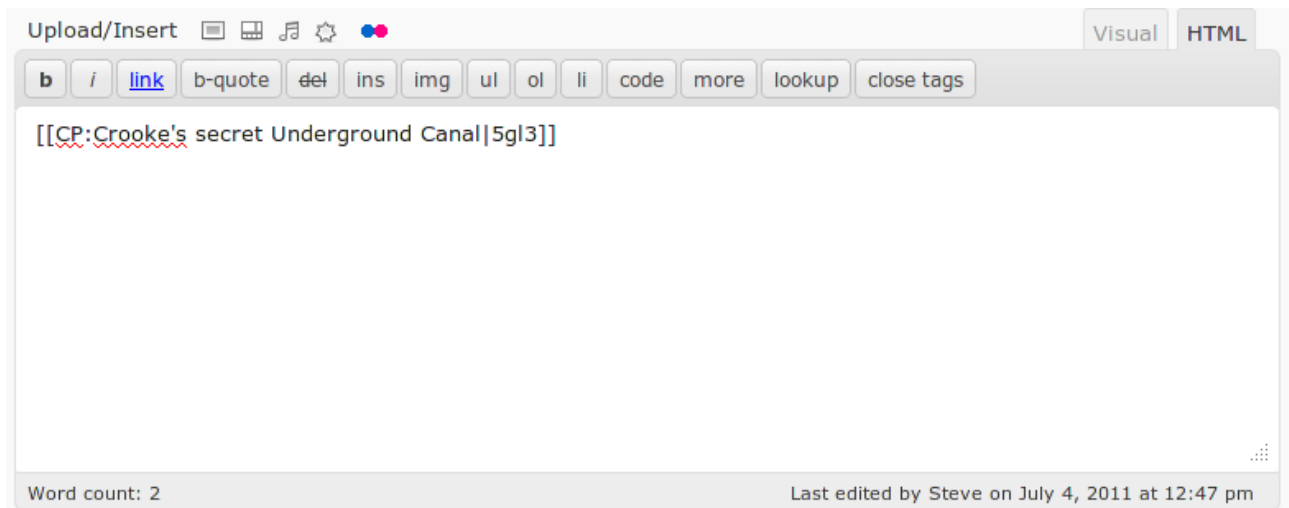 Upload/Insert Visual HTML
b i link b-quote del ins img ul ol li code more lookup close tags
[[CP:Crooke's secret Underground Canal|5gl3]]
Word count: 2 Last edited by Steve on July 4, 2011 at 12:47 pm